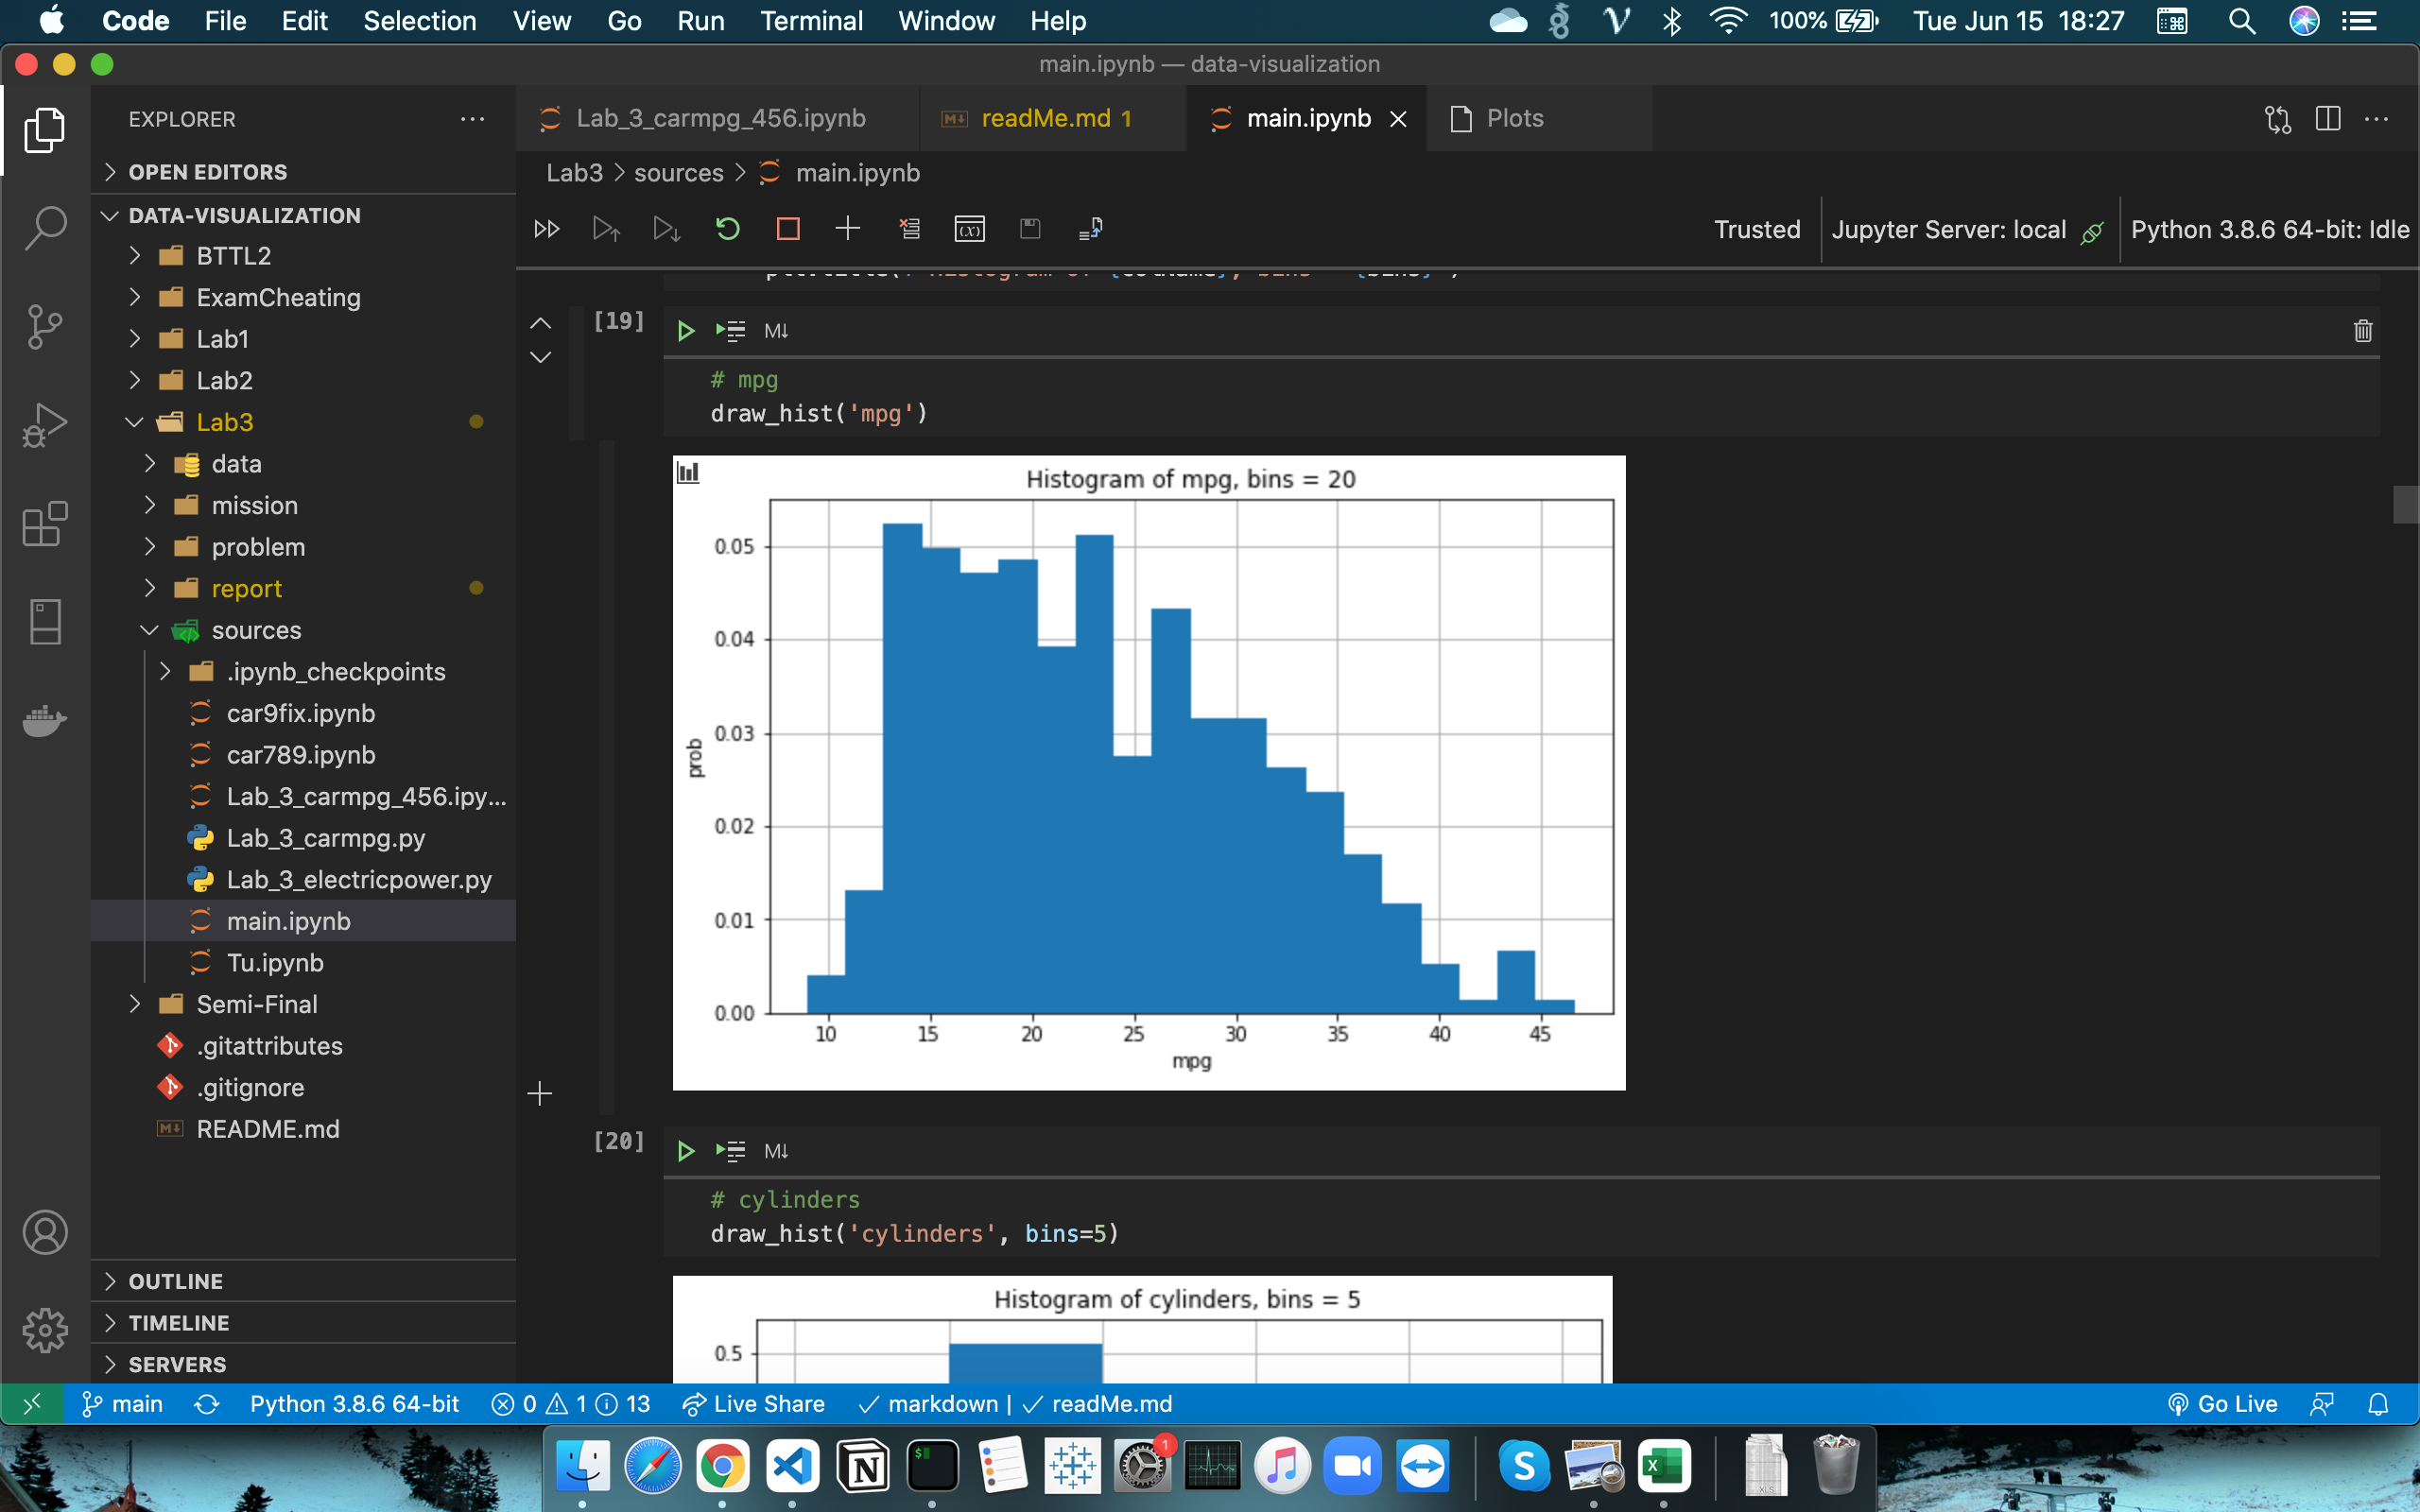 Code File Edit Selection View Go Run Terminal Window Help 100% Tue Jun 15 18:27
main.ipynb — data-visualization
EXPLORER
OPEN EDITORS
DATA-VISUALIZATION
BTTL2
ExamCheating
Lab1
Lab2
Lab3
data
mission
problem
report
sources
.ipynb_checkpoints
car9fix.ipynb
car789.ipynb
Lab_3_carmpg_456.ipy...
Lab_3_carmpg.py
Lab_3_electricpower.py
main.ipynb
Tu.ipynb
Semi-Final
.gitattributes
.gitignore
README.md
OUTLINE
TIMELINE
SERVERS
Lab_3_carmpg_456.ipynb readMe.md 1 main.ipynb Plots
Lab3 > sources > main.ipynb
Trusted Jupyter Server: local Python 3.8.6 64-bit: Idle
[19]
M↓
# mpg
draw_hist('mpg')
Histogram of mpg, bins = 20
0.05
0.04
0.03
0.02
0.01
0.00
prob
10 15 20 25 30 35 40 45
mpg
[20]
M↓
# cylinders
draw_hist('cylinders', bins=5)
Histogram of cylinders, bins = 5
0.5
main Python 3.8.6 64-bit 0 1 13 Live Share markdown | readMe.md Go Live
1
XLS